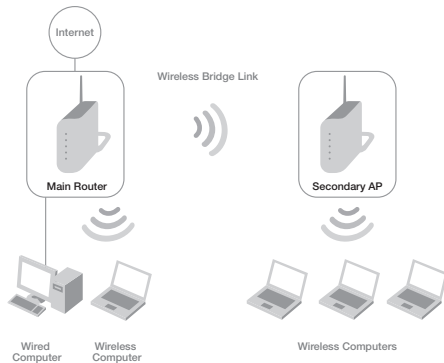 Internet
Wireless Bridge Link
Main Router
Secondary AP
Wired
Computer
Wireless
Computer
Wireless Computers